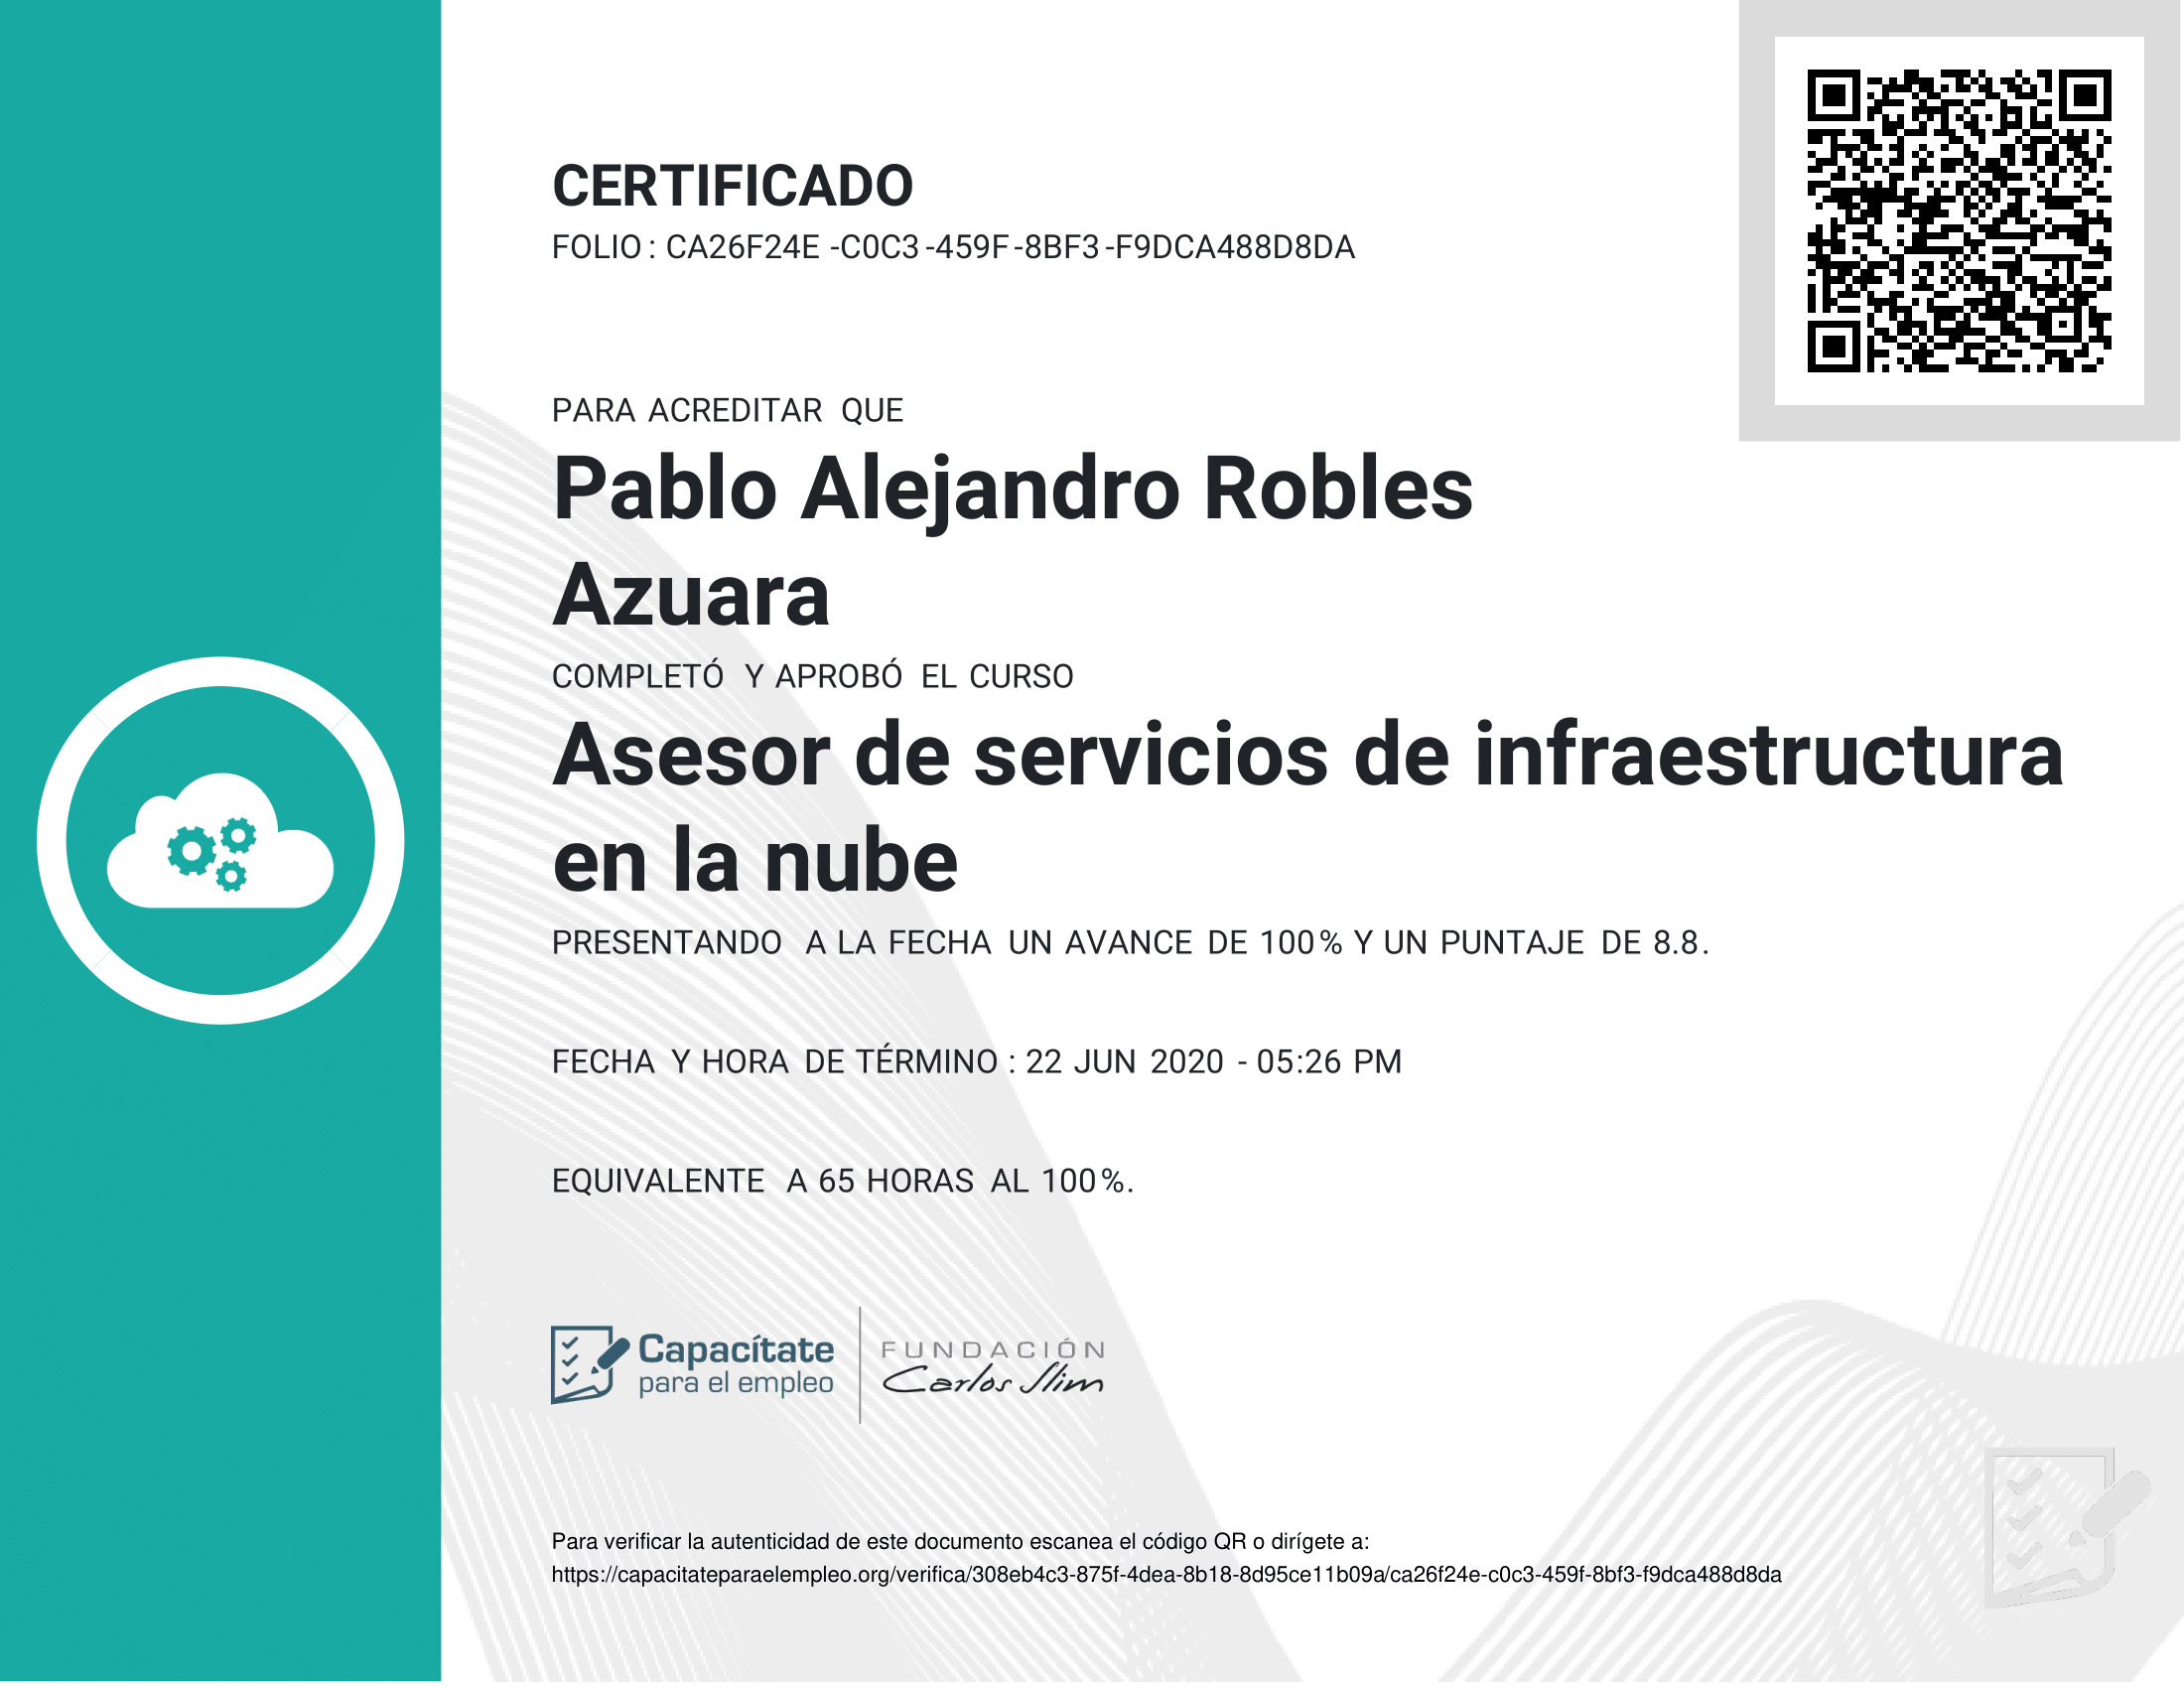 CERTIFICADO
FOLIO: CA26F24E-C0C3-459F-8BF3-F9DCA488D8DA
PARA ACREDITAR QUE
Pablo Alejandro Robles
Azuara
COMPLETÓ Y APROBÓ EL CURSO
Asesor de servicios de infraestructura
en la nube
PRESENTANDO A LA FECHA UN AVANCE DE 100% Y UN PUNTAJE DE 8.8.
FECHA Y HORA DE TÉRMINO: 22 JUN 2020 - 05:26 PM
EQUIVALENTE A 65 HORAS AL 100%.
Capacítate
para el empleo
FUNDACIÓN
Carlos Slim
Para verificar la autenticidad de este documento escanea el código QR o dirígete a:
https://capacitateparaelempleo.org/verifica/308eb4c3-875f-4dea-8b18-8d95ce11b09a/ca26f24e-c0c3-459f-8bf3-f9dca488d8da